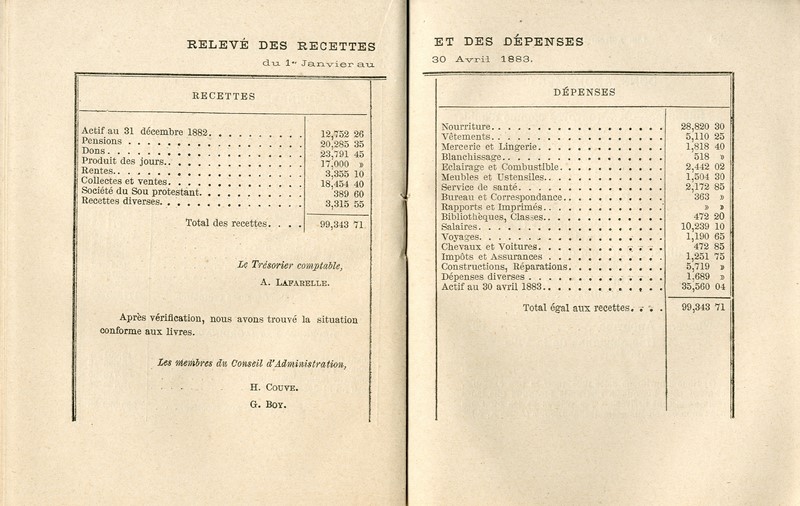 RELEVÉ DES RECETTES
du 1er Janvier au
RECETTES
Actif au 31 décembre 1882. . . . . . . . . 12,752 26
Pensions . . . . . . . . . . . . . . 20,285 35
Dons. . . . . . . . . . . . . . . . 23,791 45
Produit des jours. . . . . . . . . . . . 17,000 »
Rentes. . . . . . . . . . . . . . . 3,355 10
Collectes et ventes. . . . . . . . . . . 18,454 40
Société du Sou protestant. . . . . . . . . 389 60
Recettes diverses. . . . . . . . . . . . 3,315 55
Total des recettes. . . . 99,343 71
Le Trésorier comptable,
A. LAFARELLE.
Après vérification, nous avons trouvé la situation
conforme aux livres.
Les membres du Conseil d'Administration,
H. COUVE.
G. BOY.
ET DES DÉPENSES
30 Avril 1883.
DÉPENSES
Nourriture. . . . . . . . . . . . . . . 28,820 30
Vêtements. . . . . . . . . . . . . . . 5,110 25
Mercerie et Lingerie. . . . . . . . . . . 1,818 40
Blanchissage. . . . . . . . . . . . . . 518 »
Eclairage et Combustible. . . . . . . . . 2,442 02
Meubles et Ustensiles. . . . . . . . . . . 1,504 30
Service de santé. . . . . . . . . . . . . 2,172 85
Bureau et Correspondance. . . . . . . . . 363 »
Rapports et Imprimés. . . . . . . . . . . » »
Bibliothèques, Classes. . . . . . . . . . . 472 20
Salaires. . . . . . . . . . . . . . . . 10,239 10
Voyages. . . . . . . . . . . . . . . . 1,190 65
Chevaux et Voitures. . . . . . . . . . . 472 85
Impôts et Assurances . . . . . . . . . . 1,251 75
Constructions, Réparations. . . . . . . . . 5,719 »
Dépenses diverses . . . . . . . . . . . . 1,689 »
Actif au 30 avril 1883. . . . . . . . . . . 35,560 04
Total égal aux recettes. . . . 99,343 71